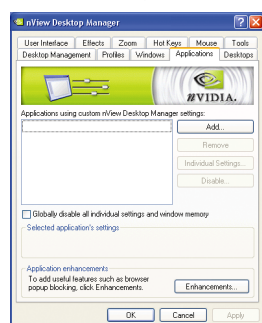 nView Desktop Manager
User Interface Effects Zoom Hot Keys Mouse Tools
Desktop Management Profiles Windows Applications Desktops
nVIDIA.
Applications using custom nView Desktop Manager settings:
Add...
Remove
Individual Settings...
Disable...
Globally disable all individual settings and window memory
Selected application's settings
Application enhancements
To add useful features such as browser
popup blocking, click Enhancements.
Enhancements...
OK Cancel Apply